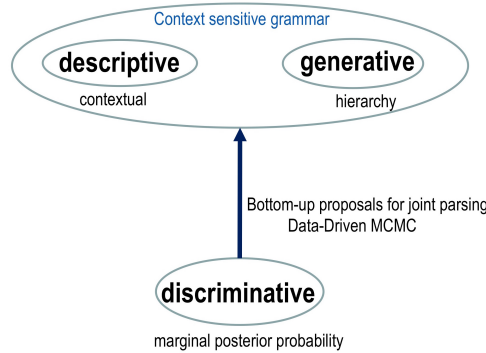 Context sensitive grammar
descriptive
generative
contextual
hierarchy
Bottom-up proposals for joint parsing
Data-Driven MCMC
discriminative
marginal posterior probability